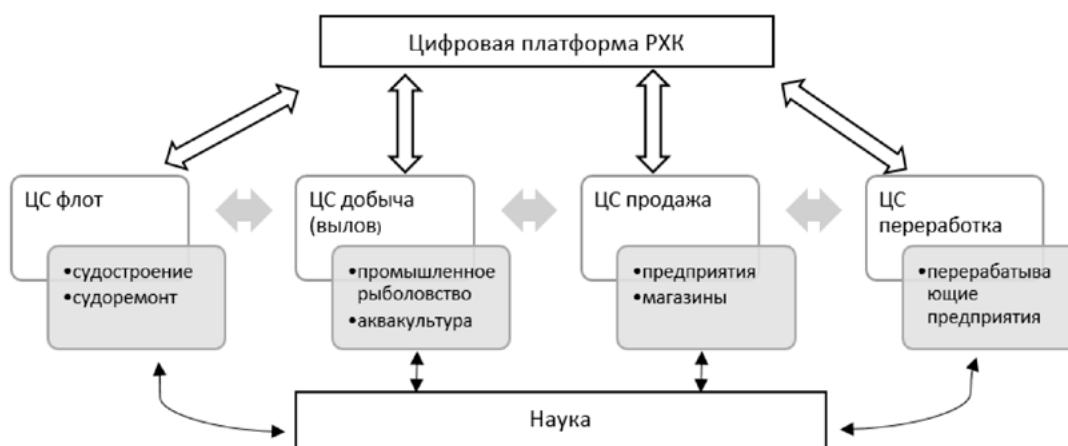 Цифровая платформа РХК
ЦС флот
•судостроение
•судоремонт
ЦС добыча
(вылов)
•промышленное
рыболовство
•аквакультура
ЦС продажа
•предприятия
•магазины
ЦС
переработка
•перерабатыва
ющие
предприятия
Наука